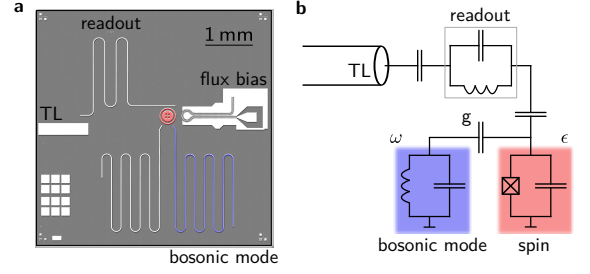 a
readout
1 mm
flux bias
TL
bosonic mode
b
readout
TL
g
ω
ϵ
bosonic mode
spin